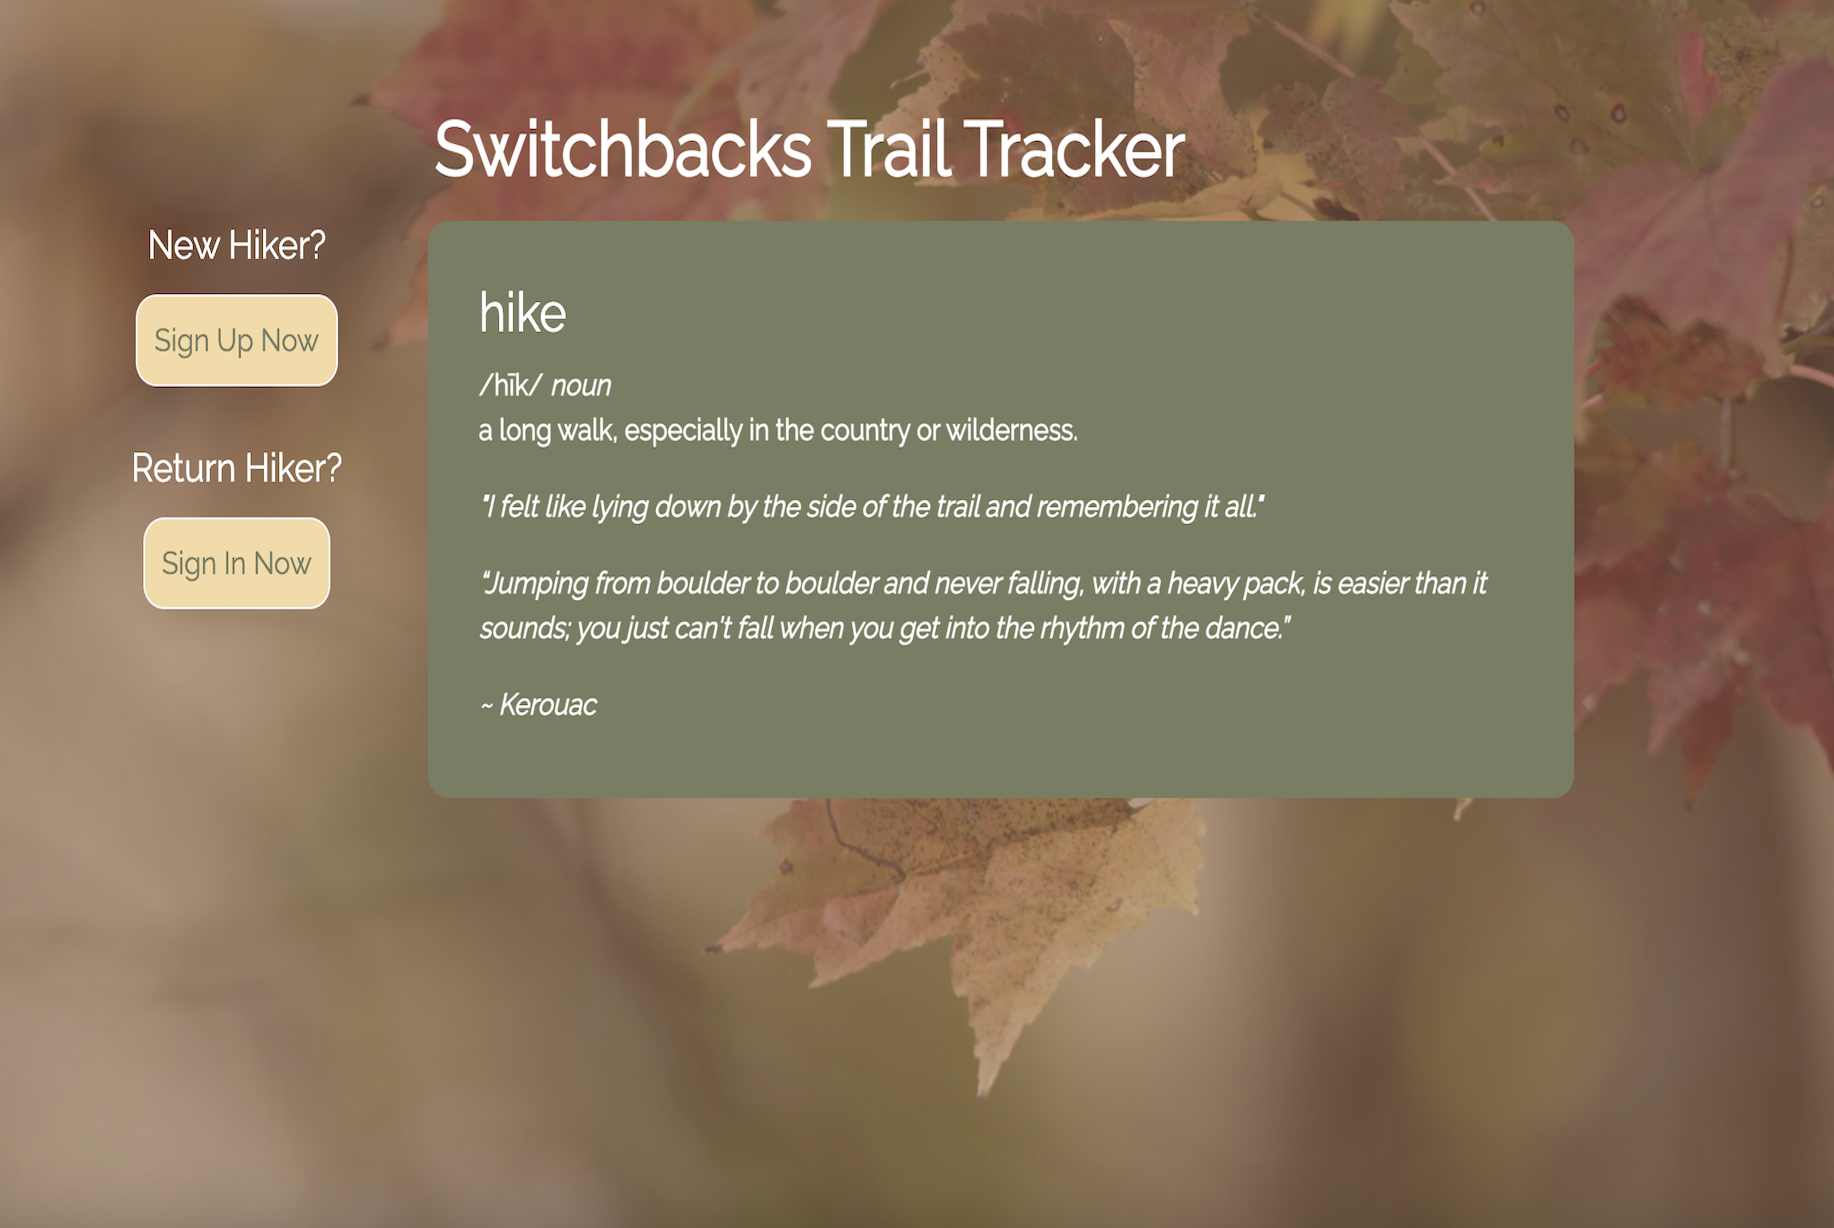 Switchbacks Trail Tracker
New Hiker?
Sign Up Now
Return Hiker?
Sign In Now
hike
/hīk/ noun
a long walk, especially in the country or wilderness.
"I felt like lying down by the side of the trail and remembering it all."
“Jumping from boulder to boulder and never falling, with a heavy pack, is easier than it
sounds; you just can't fall when you get into the rhythm of the dance.”
~ Kerouac